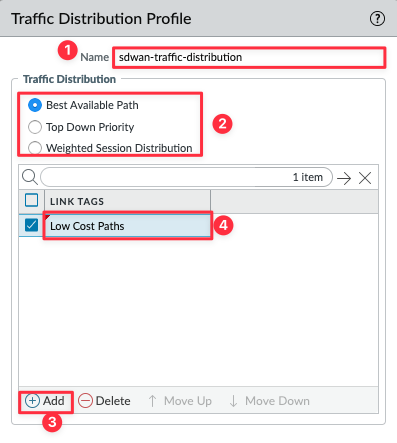 Traffic Distribution Profile ?
1 Name sdwan-traffic-distribution
Traffic Distribution
Best Available Path
Top Down Priority 2
Weighted Session Distribution
1 item
LINK TAGS
Low Cost Paths 4
Add Delete Move Up Move Down
3